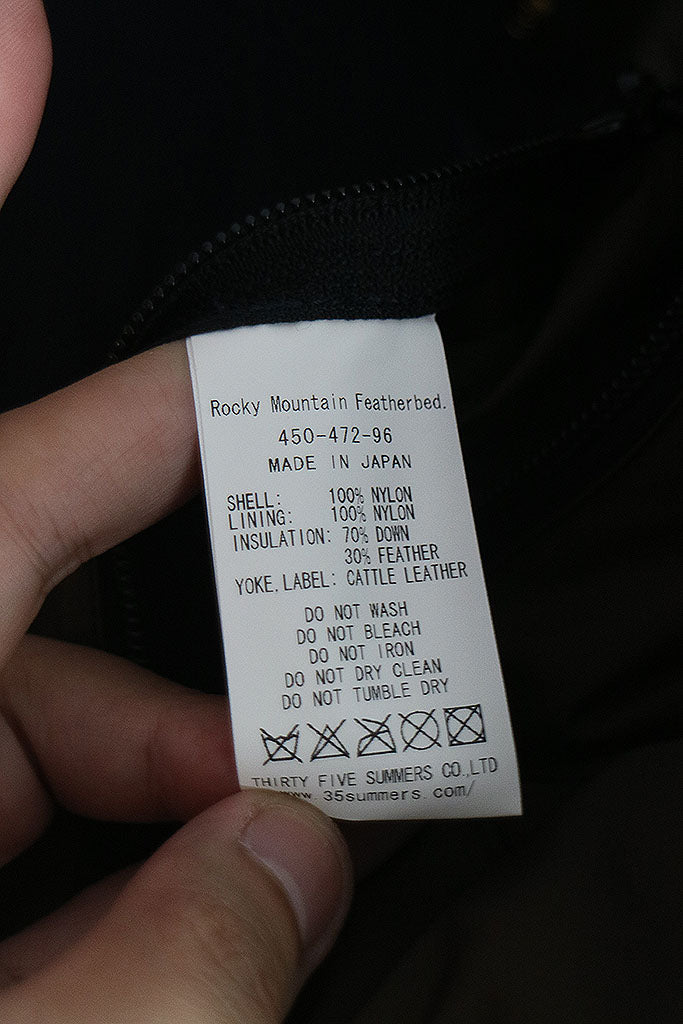 Rocky Mountain Featherbed.
450-472-96
MADE IN JAPAN
SHELL: 100% NYLON
LINING: 100% NYLON
INSULATION: 70% DOWN
30% FEATHER
YOKE.LABEL: CATTLE LEATHER
DO NOT WASH
DO NOT BLEACH
DO NOT IRON
DO NOT DRY CLEAN
DO NOT TUMBLE DRY
THIRTY FIVE SUMMERS CO.,LTD
www.35summers.com/